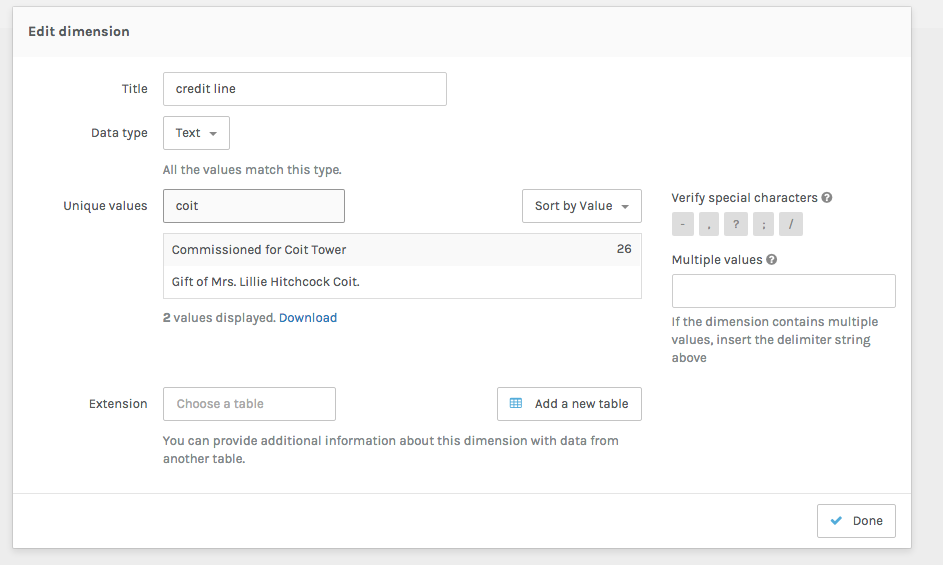 Edit dimension
Title
credit line
Data type
Text
All the values match this type.
Unique values
coit
Sort by Value
Commissioned for Coit Tower 26
Gift of Mrs. Lillie Hitchcock Coit.
2 values displayed. Download
Verify special characters ?
- , ? ; /
Multiple values ?
If the dimension contains multiple
values, insert the delimiter string
above
Extension
Choose a table
Add a new table
You can provide additional information about this dimension with data from
another table.
Done